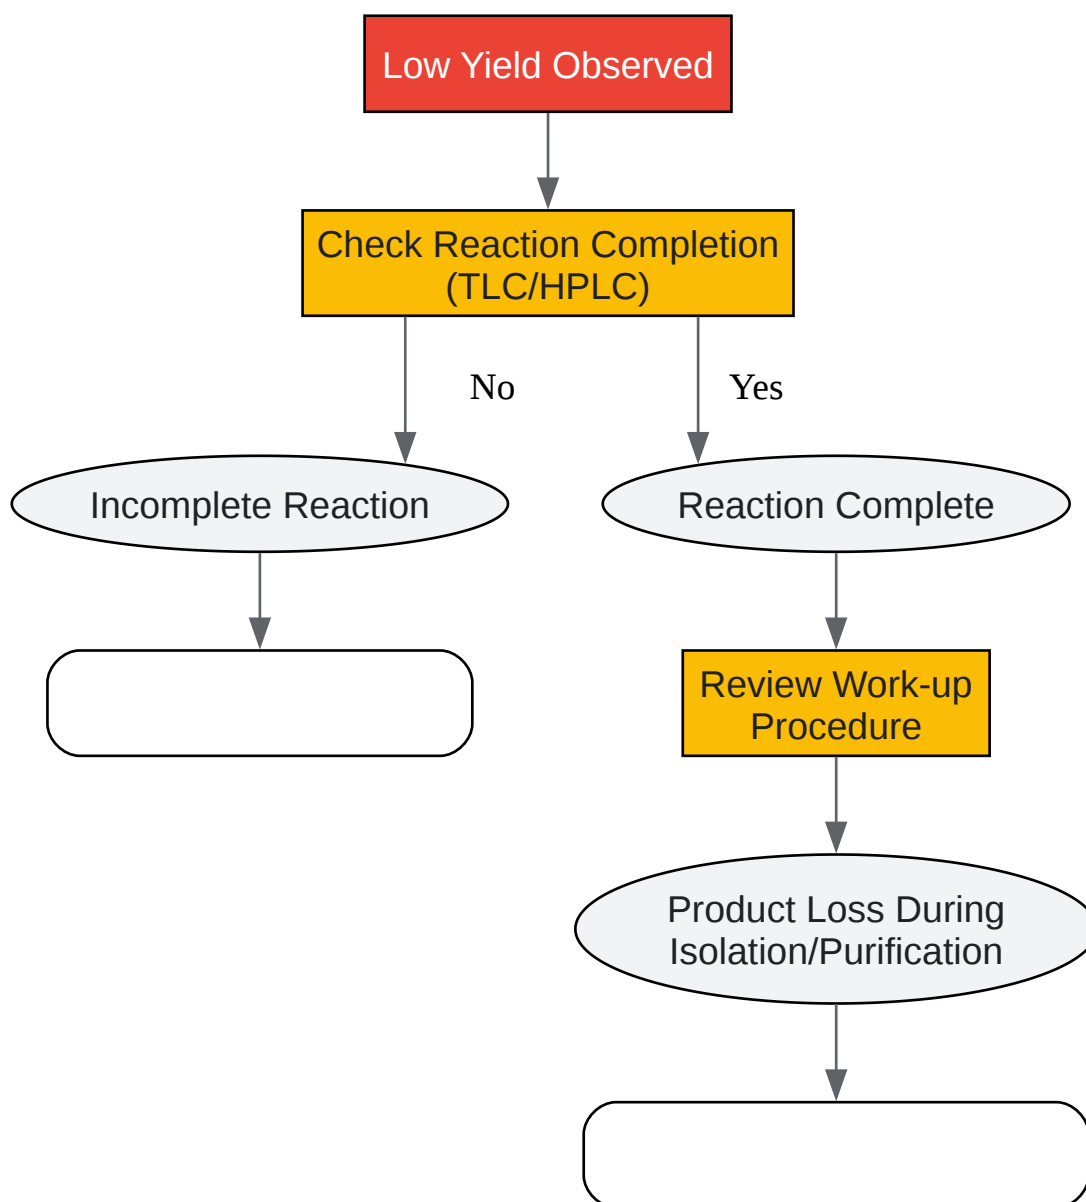 Low Yield Observed
Check Reaction Completion
(TLC/HPLC)
No
Yes
Incomplete Reaction
Reaction Complete
Review Work-up
Procedure
Product Loss During
Isolation/Purification